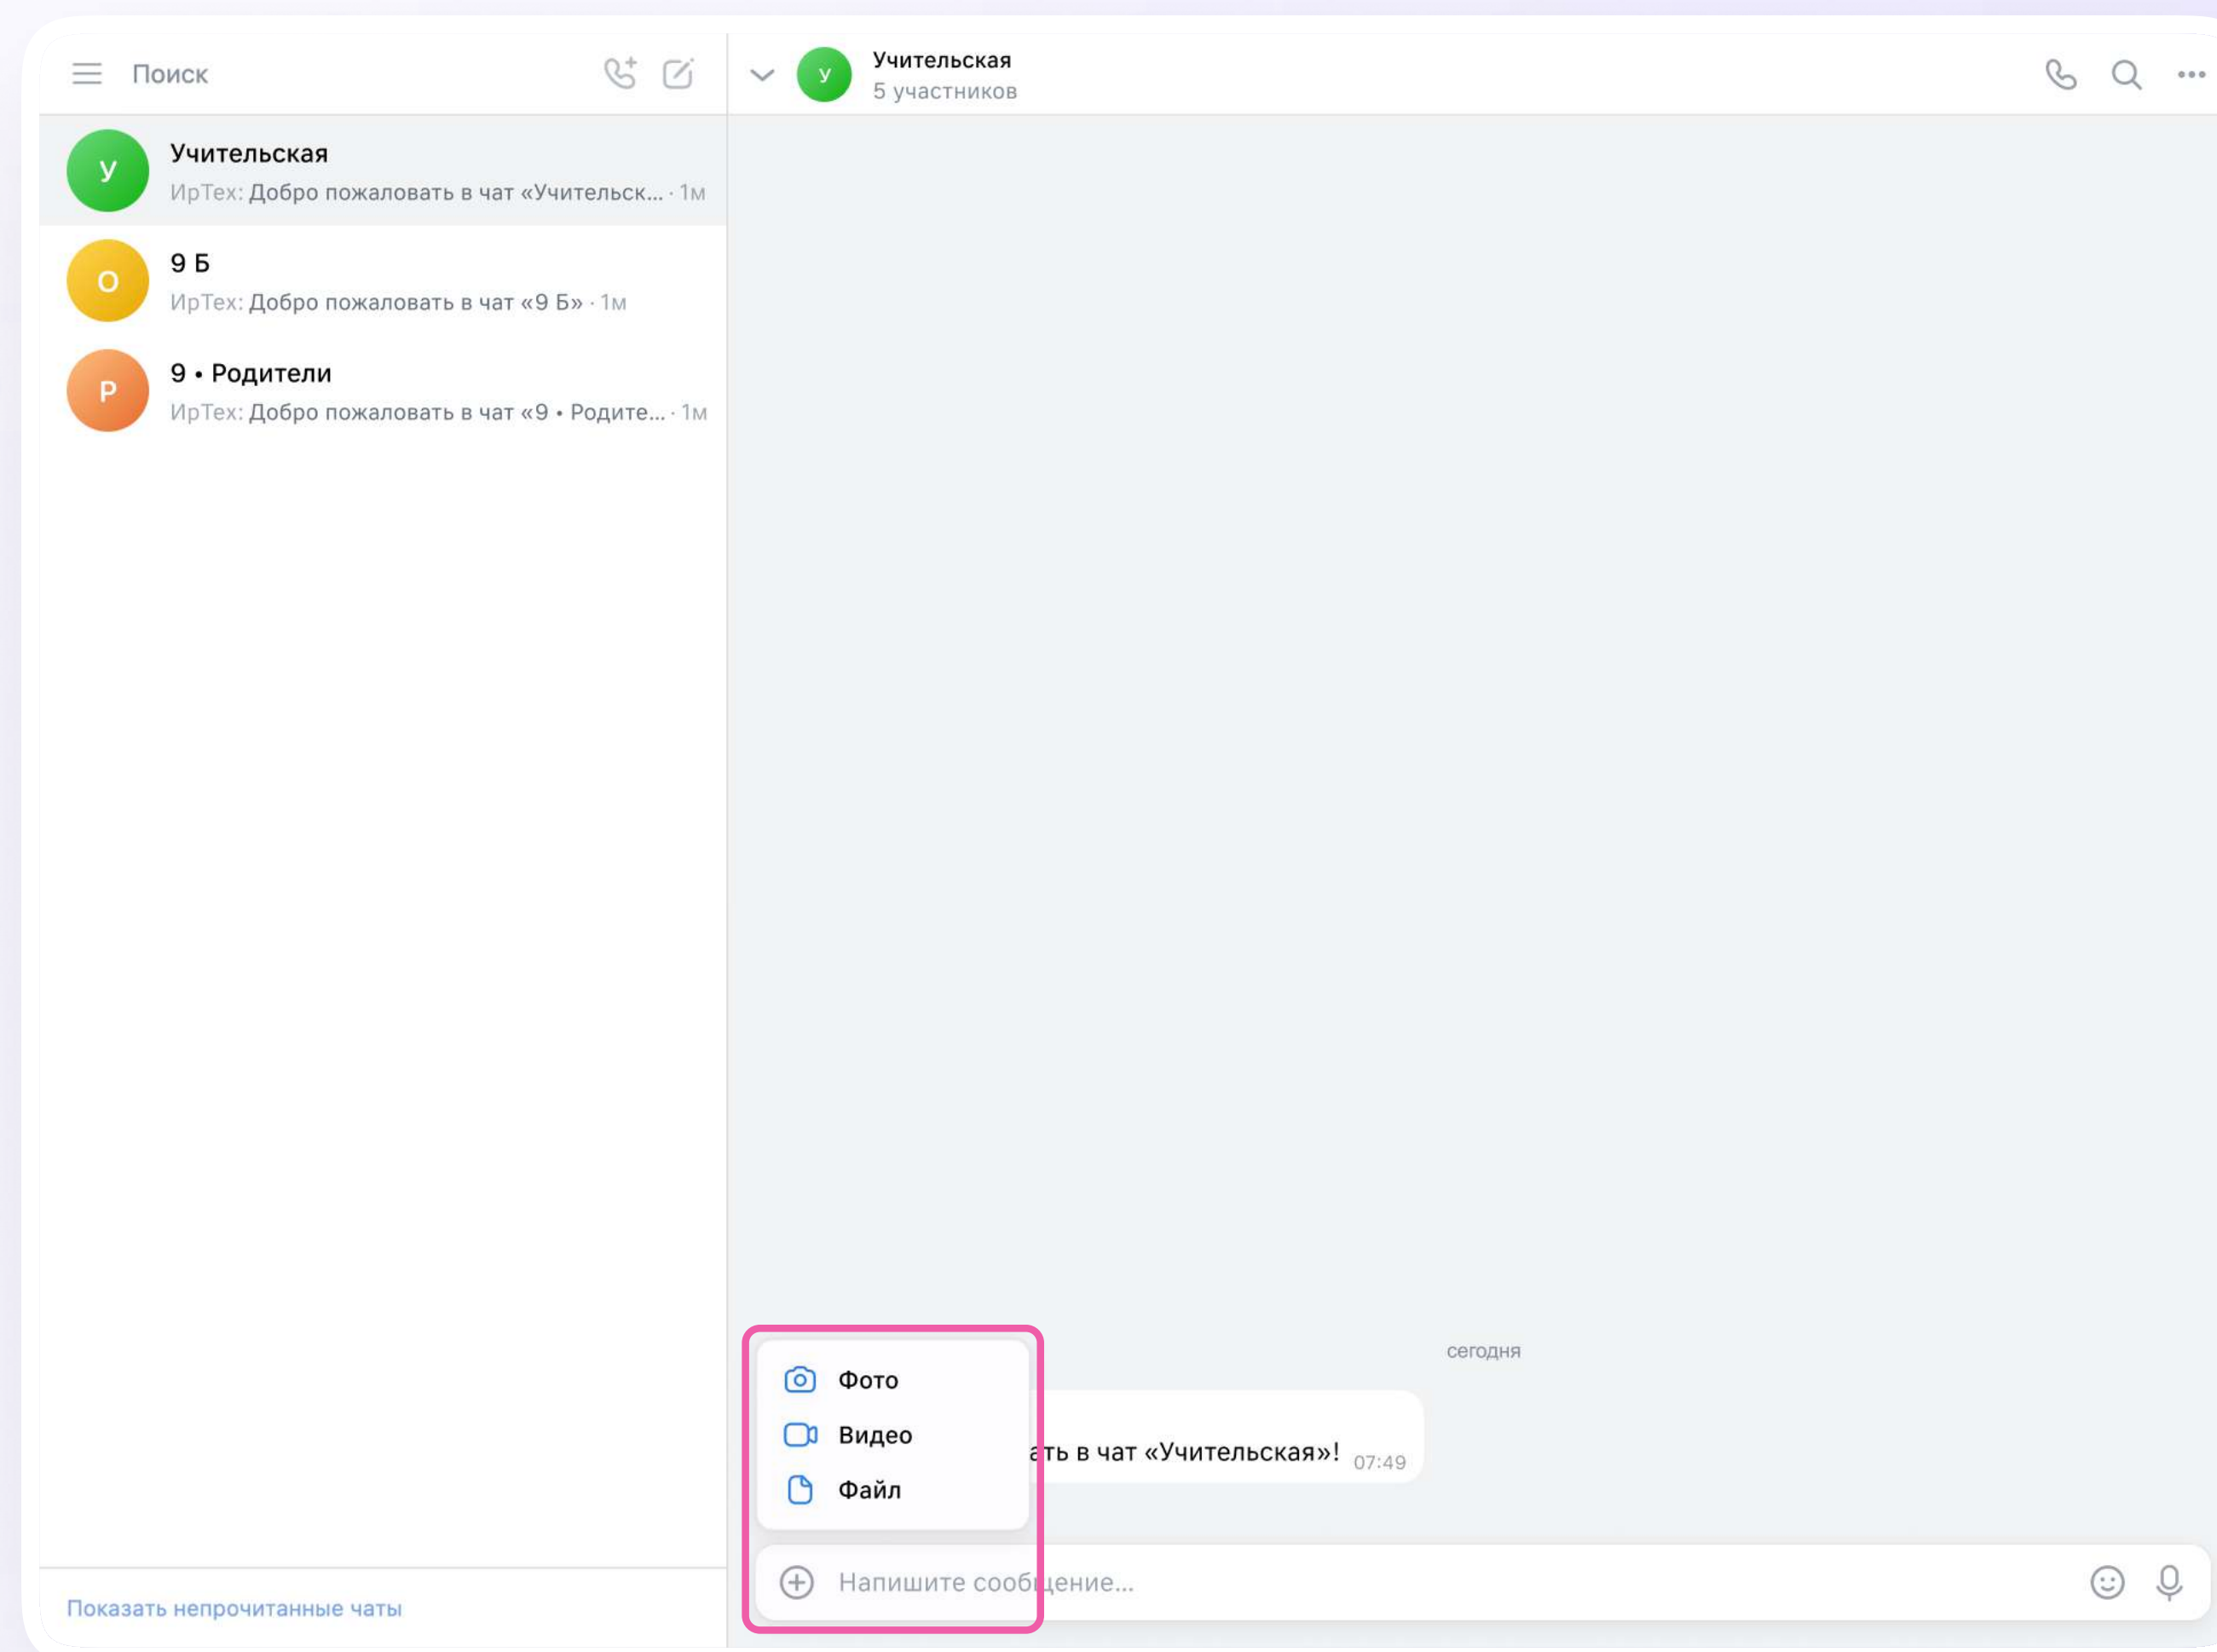 Поиск
У
Учительская
ИрТех: Добро пожаловать в чат «Учительск... · 1м
О
9 Б
ИрТех: Добро пожаловать в чат «9 Б» · 1м
Р
9 • Родители
ИрТех: Добро пожаловать в чат «9 • Родите... · 1м
Показать непрочитанные чаты
У
Учительская
5 участников
сегодня
ать в чат «Учительская»! 07:49
Фото
Видео
Файл
Напишите сообщение...